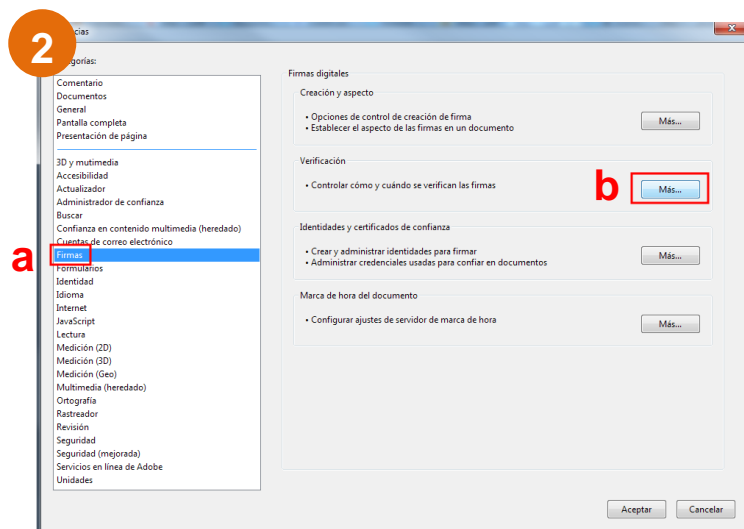 2
cias
gorías:
Comentario
Documentos
General
Pantalla completa
Presentación de página
3D y mutimedia
Accesibilidad
Actualizador
Administrador de confianza
Buscar
Confianza en contenido multimedia (heredado)
Cuentas de correo electrónico
a
Firmas
Formularios
Identidad
Idioma
Internet
JavaScript
Lectura
Medición (2D)
Medición (3D)
Medición (Geo)
Multimedia (heredado)
Ortografía
Rastreador
Revisión
Seguridad
Seguridad (mejorada)
Servicios en línea de Adobe
Unidades
Firmas digitales
Creación y aspecto
• Opciones de control de creación de firma
• Establecer el aspecto de las firmas en un documento
Más...
Verificación
• Controlar cómo y cuándo se verifican las firmas
b
Más...
Identidades y certificados de confianza
• Crear y administrar identidades para firmar
• Administrar credenciales usadas para confiar en documentos
Más...
Marca de hora del documento
• Configurar ajustes de servidor de marca de hora
Más...
Aceptar
Cancelar